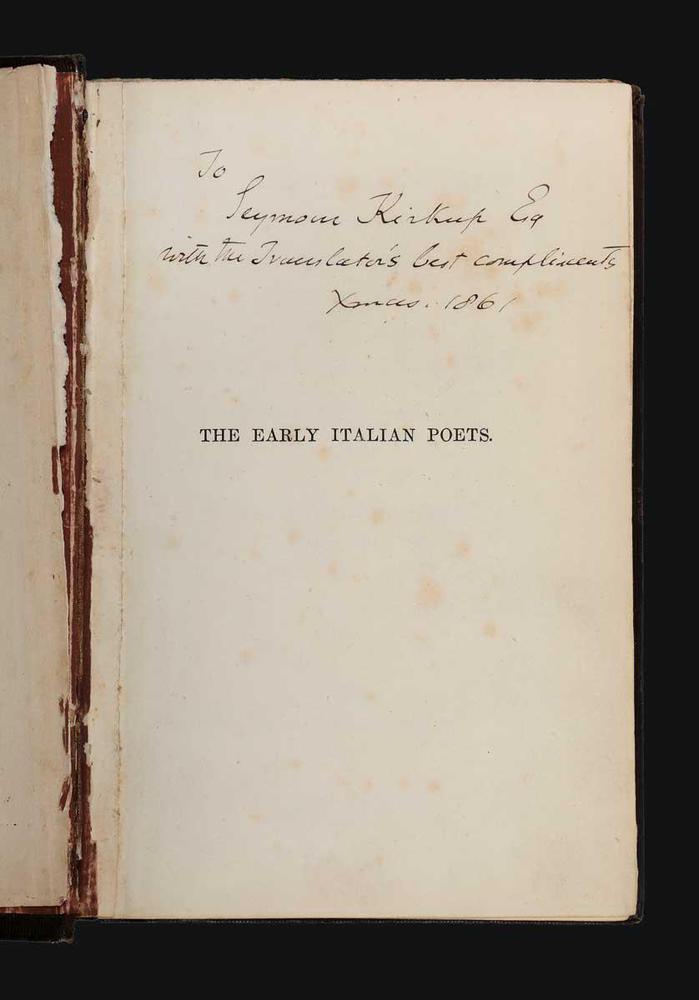 To
Seymour Kirkup Esq
with the Translator's best compliments
Xmas. 1861
THE EARLY ITALIAN POETS.